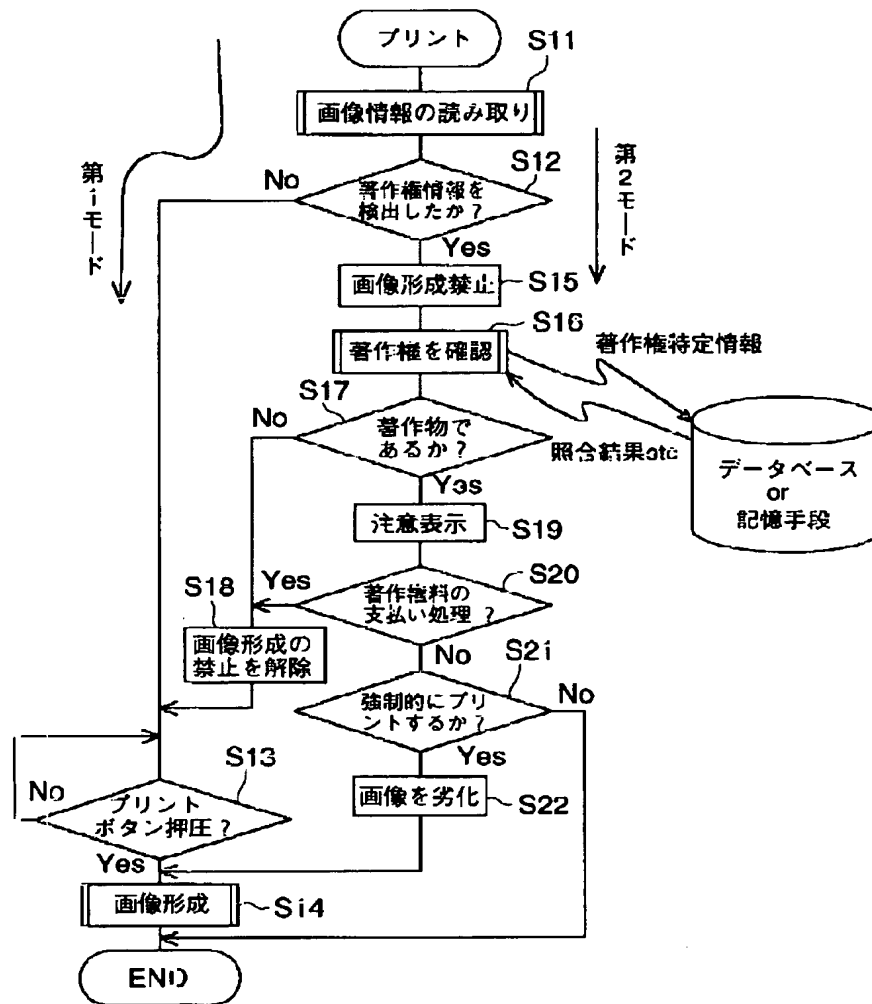 プリント
S11
画像情報の読み取り
S12
No
著作権情報を
検出したか?
Yes
第1モード
第2モード
画像形成禁止
S15
S16
著作権を確認
著作権特定情報
S17
No
著作物で
あるか?
照合結果etc
データベース
or
記憶手段
Yes
注意表示
S19
S20
S18
Yes
著作権料の
支払い処理?
画像形成の
禁止を解除
No
S21
強制的にプリ
ントするか?
No
S13
Yes
No
プリント
ボタン押圧?
画像を劣化
S22
Yes
画像形成
S14
END